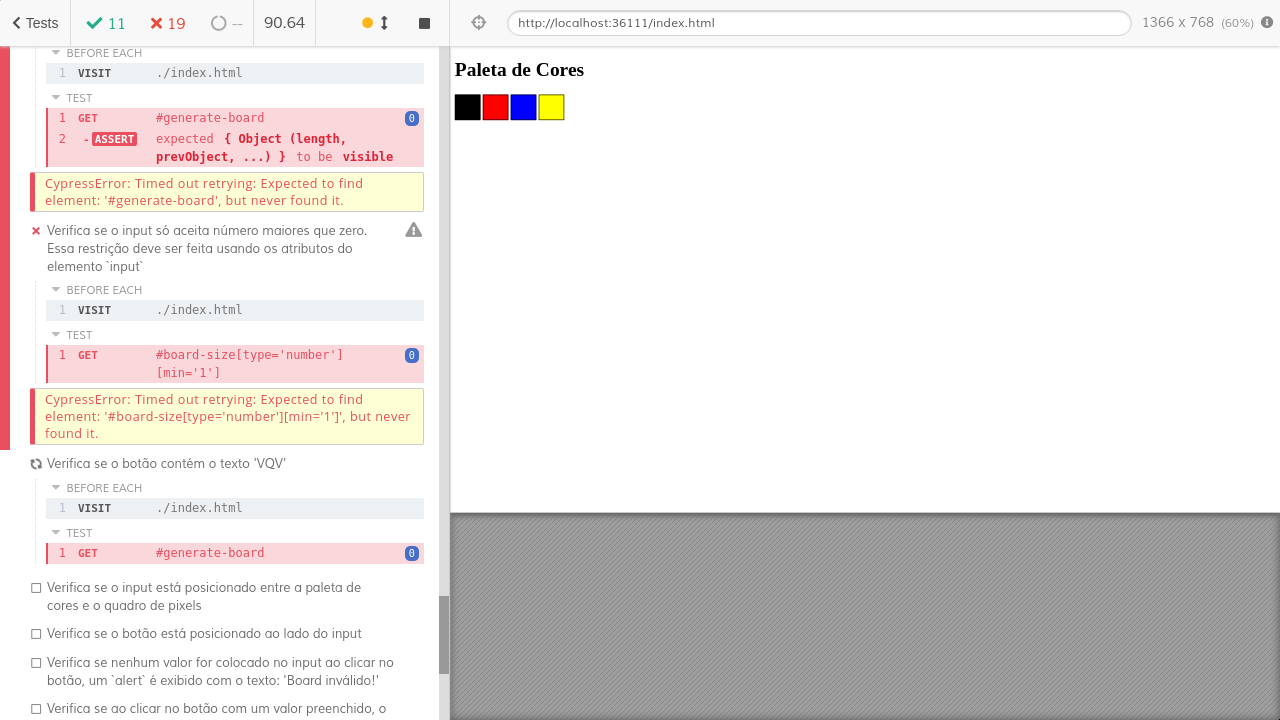 Tests
11
19
--
90.64
http://localhost:36111/index.html
1366 x 768 (60%)
BEFORE EACH
1 VISIT ./index.html
TEST
1 GET #generate-board 0
2 - ASSERT expected { Object (length,
prevObject, ...) } to be visible
CypressError: Timed out retrying: Expected to find
element: '#generate-board', but never found it.
Verifica se o input só aceita número maiores que zero.
Essa restrição deve ser feita usando os atributos do
elemento `input`
BEFORE EACH
1 VISIT ./index.html
TEST
1 GET #board-size[type='number'] 0
[min='1']
CypressError: Timed out retrying: Expected to find
element: '#board-size[type='number'][min='1']', but never
found it.
Verifica se o botão contém o texto 'VQV'
BEFORE EACH
1 VISIT ./index.html
TEST
1 GET #generate-board 0
Verifica se o input está posicionado entre a paleta de
cores e o quadro de pixels
Verifica se o botão está posicionado ao lado do input
Verifica se nenhum valor for colocado no input ao clicar no
botão, um `alert` é exibido com o texto: 'Board inválido!'
Verifica se ao clicar no botão com um valor preenchido, o
Paleta de Cores